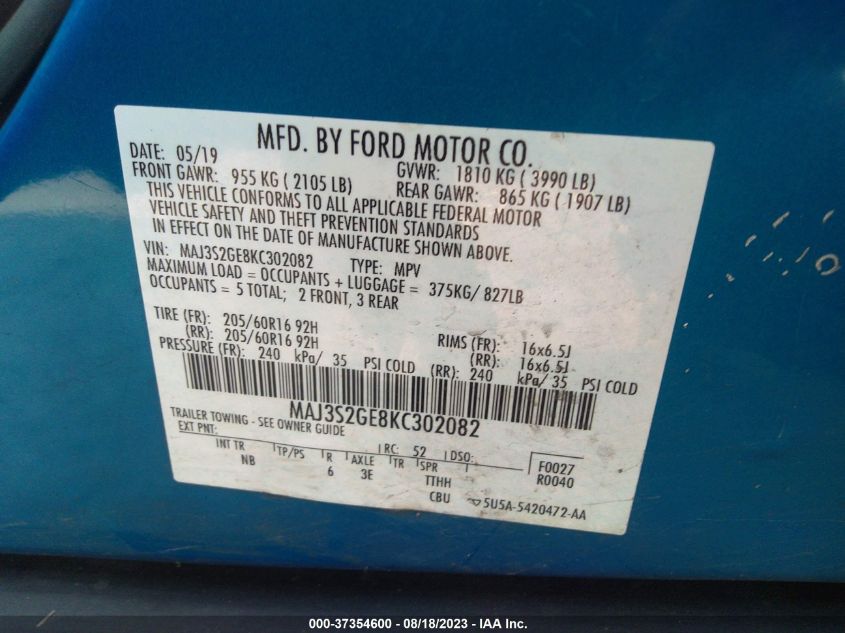 MFD. BY FORD MOTOR CO.
DATE: 05/19 GVWR: 1810 KG ( 3990 LB)
FRONT GAWR: 955 KG ( 2105 LB) REAR GAWR: 865 KG ( 1907 LB)
THIS VEHICLE CONFORMS TO ALL APPLICABLE FEDERAL MOTOR
VEHICLE SAFETY AND THEFT PREVENTION STANDARDS
IN EFFECT ON THE DATE OF MANUFACTURE SHOWN ABOVE.
VIN: MAJ3S2GE8KC302082 TYPE: MPV
MAXIMUM LOAD = OCCUPANTS + LUGGAGE = 375KG/ 827LB
OCCUPANTS = 5 TOTAL; 2 FRONT, 3 REAR
TIRE (FR): 205/60R16 92H RIMS (FR): 16x6.5J
(RR): 205/60R16 92H (RR): 16x6.5J
PRESSURE (FR): 240 kPa/ 35 PSI COLD (RR): 240 kPa/ 35 PSI COLD
MAJ3S2GE8KC302082
TRAILER TOWING - SEE OWNER GUIDE
EXT PNT: RC: 52 DSO: F0027
INT TR TP/PS R AXLE TR SPR R0040
NB 6 3E TTHH
CBU 5U5A-5420472-AA
000-37354600 - 08/18/2023 - IAA Inc.